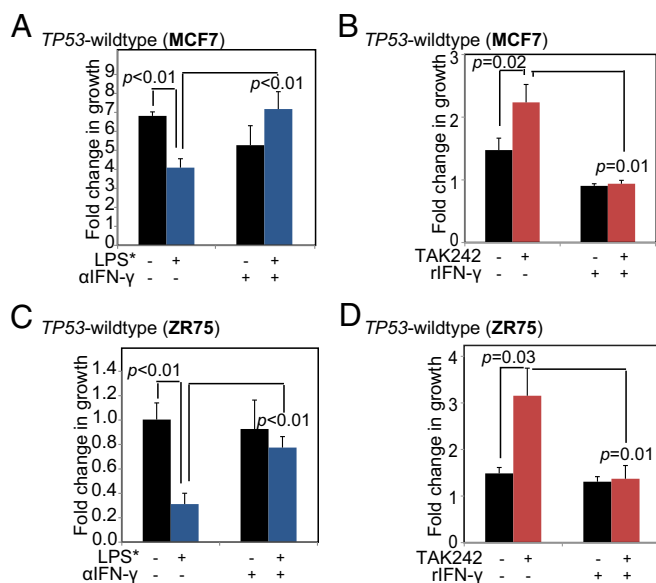 A
TP53-wildtype (MCF7)
Fold change in growth
9
8
7
6
5
4
3
2
1
0
p<0.01
p<0.01
LPS* - + - +
αIFN-γ - - + +
B
TP53-wildtype (MCF7)
Fold change in growth
3
2
1
0
p=0.02
p=0.01
TAK242 - + - +
rIFN-γ - - + +
C
TP53-wildtype (ZR75)
Fold change in growth
1.4
1.2
1.0
0.8
0.6
0.4
0.2
0
p<0.01
p<0.01
LPS* - + - +
αIFN-γ - - + +
D
TP53-wildtype (ZR75)
Fold change in growth
4
3
2
1
0
p=0.03
p=0.01
TAK242 - + - +
rIFN-γ - - + +